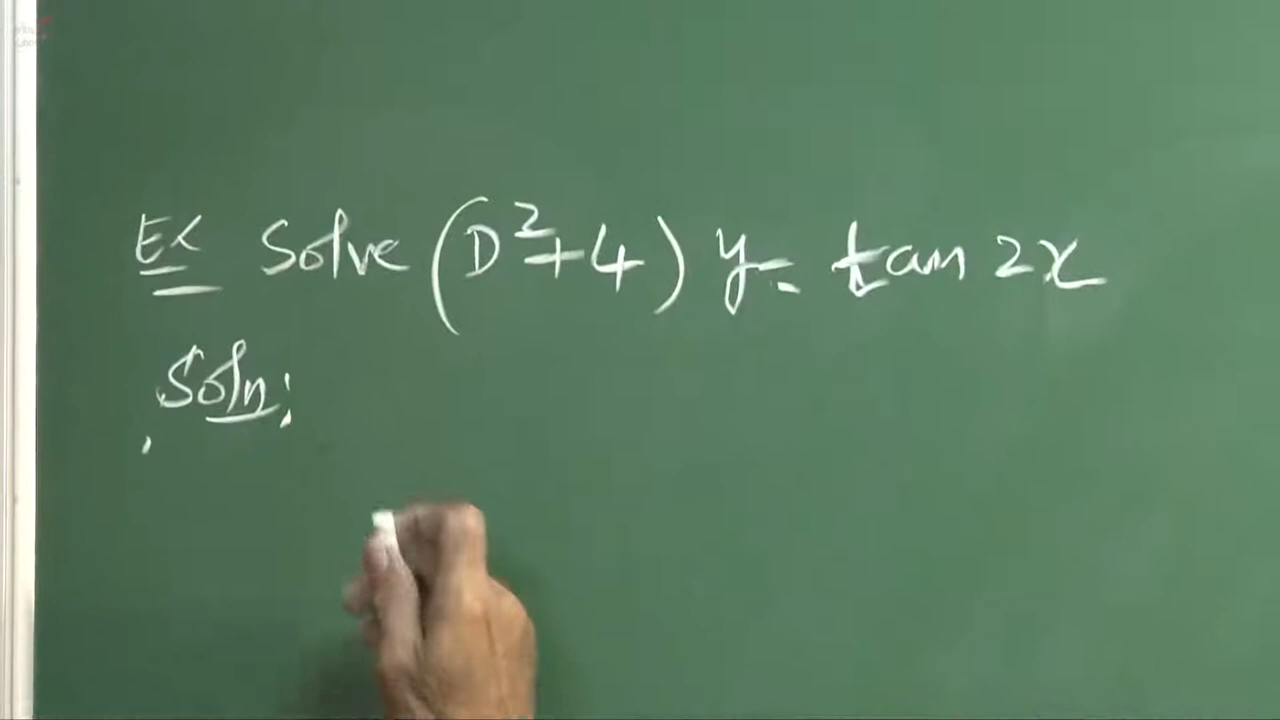 Ex Solve (D²+4) y = tan 2x
Soln: